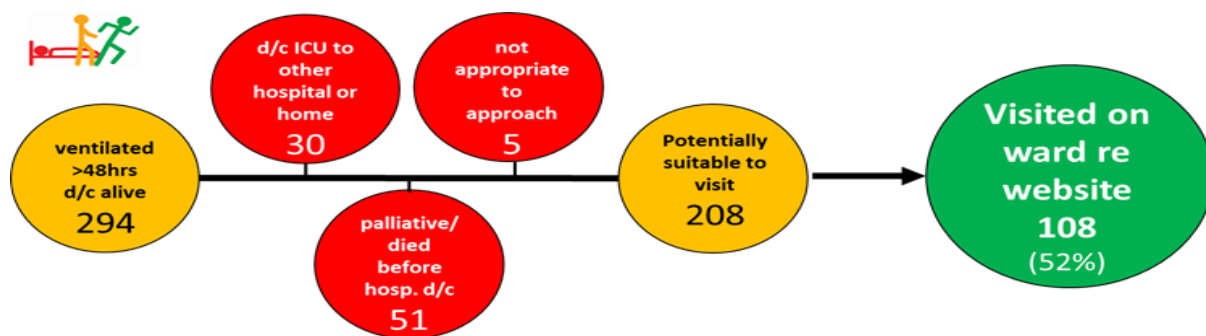 ventilated
>48hrs
d/c alive
294
d/c ICU to
other
hospital or
home
30
palliative/
died
before
hosp. d/c
51
not
appropriate
to
approach
5
Potentially
suitable to
visit
208
Visited on
ward re
website
108
(52%)